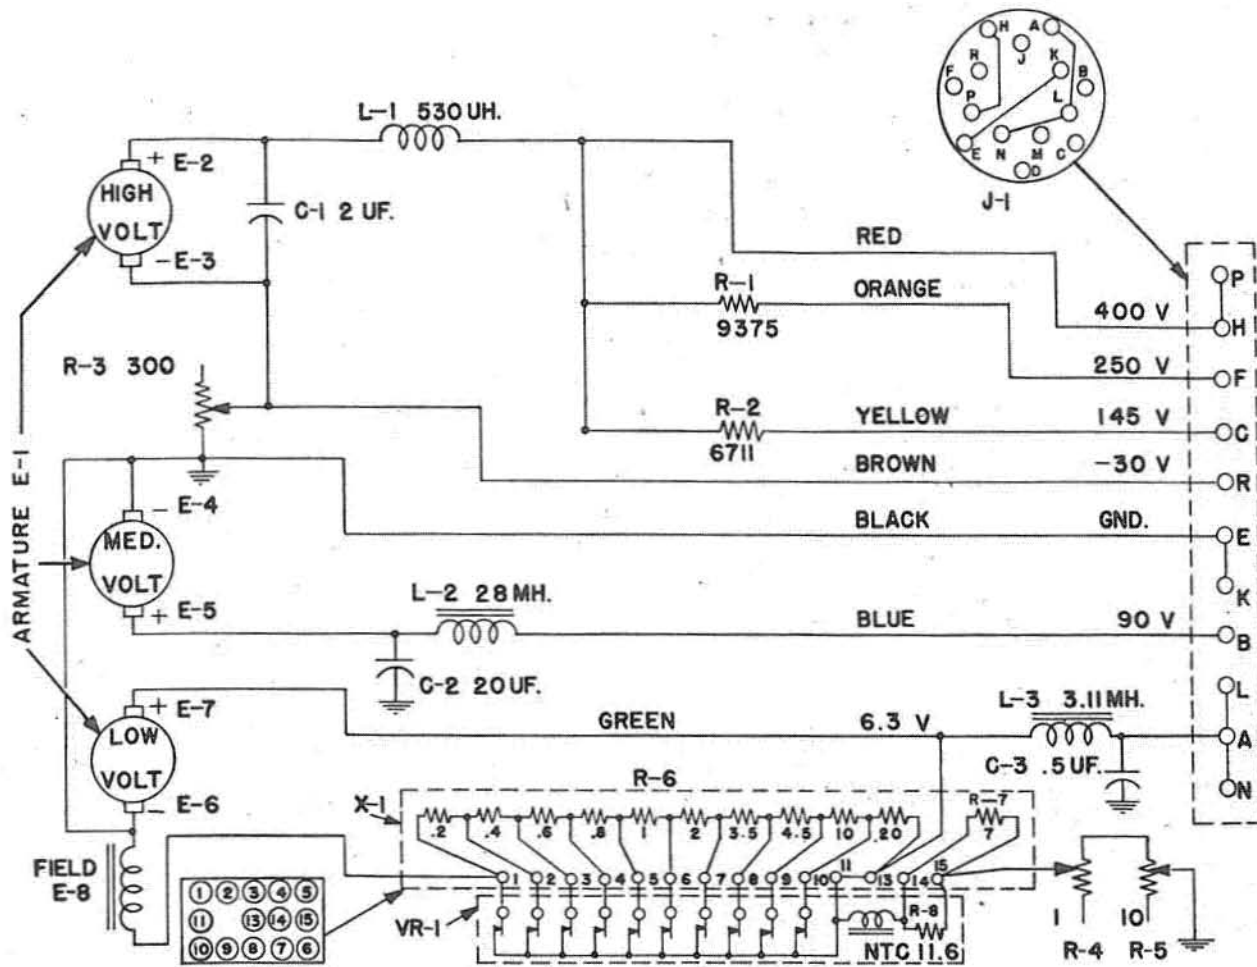 H A
J
R K
F B
P L
E N M C
D
J-1
L-1 530 UH.
+ E-2
HIGH
VOLT
C-1 2 UF.
- E-3
RED
R-1
ORANGE
9375
400 V
P
H
R-3 300
250 V
F
R-2
YELLOW
145 V
C
6711
BROWN
-30 V
R
ARMATURE E-1
- E-4
BLACK
GND.
E
MED.
VOLT
K
+ E-5
L-2 28 MH.
BLUE
90 V
B
C-2 20 UF.
L
+ E-7
L-3 3.11 MH.
GREEN
6.3 V
A
LOW
VOLT
C-3 .5 UF.
R-6
N
- E-6
X-1
R-7
.2 .4 .6 .8 1 2 3.5 4.5 10 .20 7
FIELD
E-8
1 2 3 4 5 6 7 8 9 10 11 13 14 15
1 2 3 4 5
11 13 14 15
10 9 8 7 6
VR-1
R-8
NTC 11.6
1 10
R-4 R-5